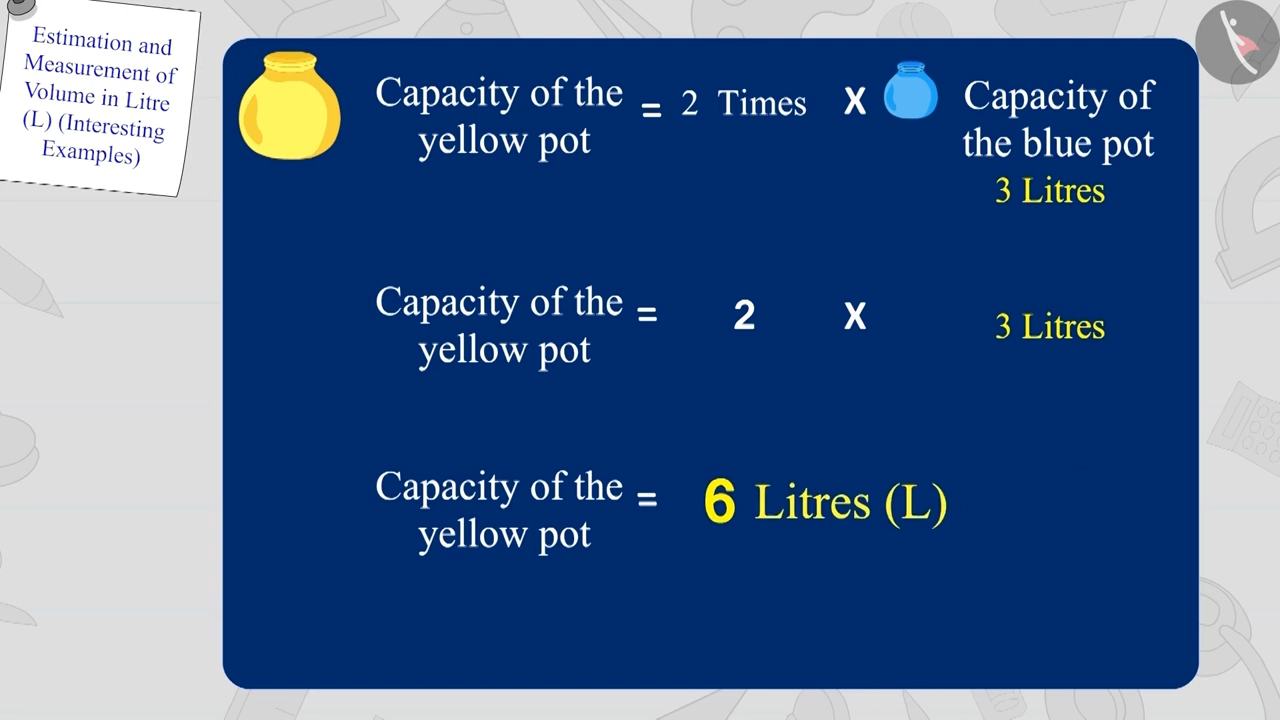 Estimation and
Measurement of
Volume in Litre
(L) (Interesting
Examples)
Capacity of the
yellow pot
= 2 Times X
Capacity of
the blue pot
3 Litres
Capacity of the
yellow pot
= 2 X 3 Litres
Capacity of the
yellow pot
= 6 Litres (L)